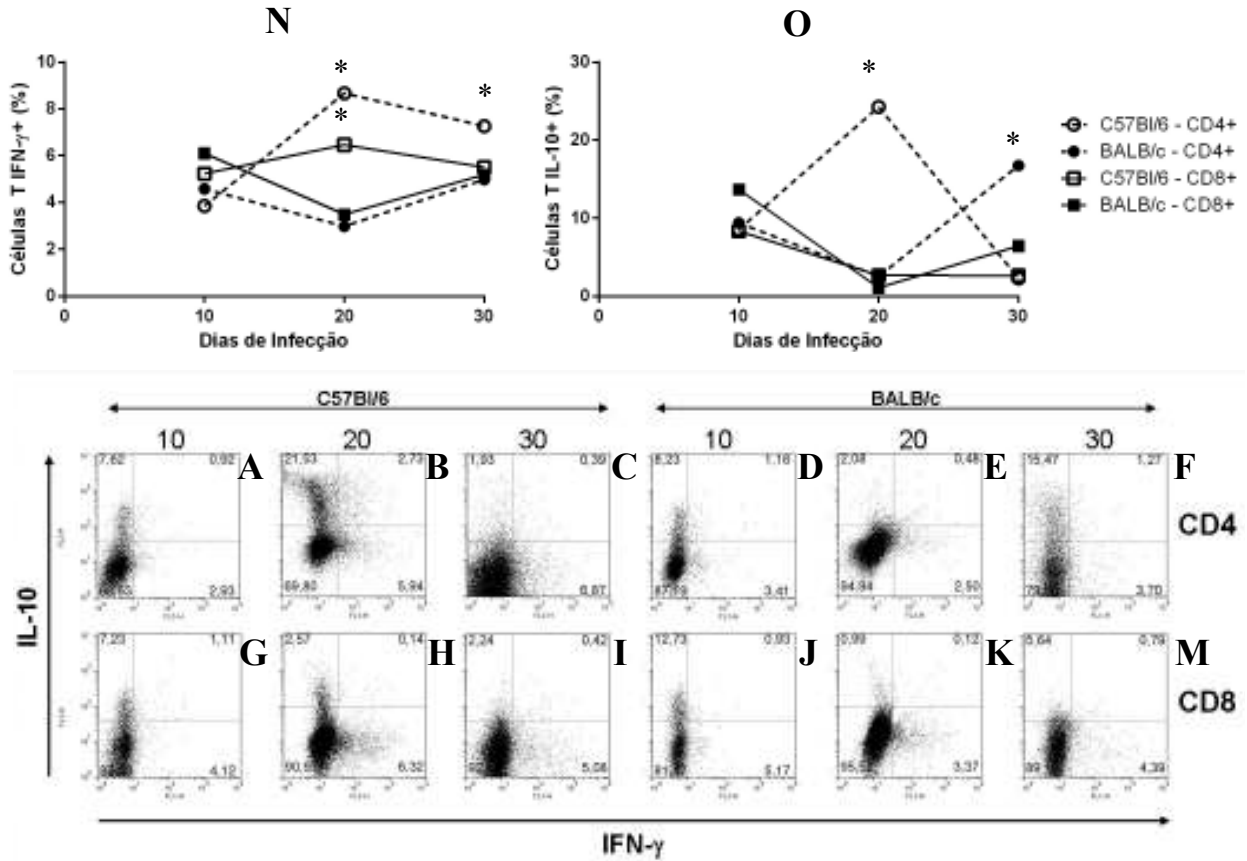 N
O
Células T IFN-γ+ (%)
10
8
6
4
2
0
*
*
*
0 10 20 30
Dias de Infecção
Células T IL-10+ (%)
30
20
10
0
*
*
0 10 20 30
Dias de Infecção
C57Bl/6 - CD4+
BALB/c - CD4+
C57Bl/6 - CD8+
BALB/c - CD8+
C57Bl/6 BALB/c
10 20 30 10 20 30
7.62 0.92 A 21.53 2.73 B 1.93 0.39 C 8.23 1.18 D 2.08 0.48 E 15.47 1.27 F
CD4
2.93 69.80 5.94 6.87 3.41 94.94 2.50 3.70
7.23 1.11 G 2.57 0.14 H 2.24 0.42 I 12.73 0.93 J 0.99 0.12 K 5.64 0.79 M
CD8
4.12 6.32 5.08 5.17 3.37 4.39
IL-10
IFN-γ